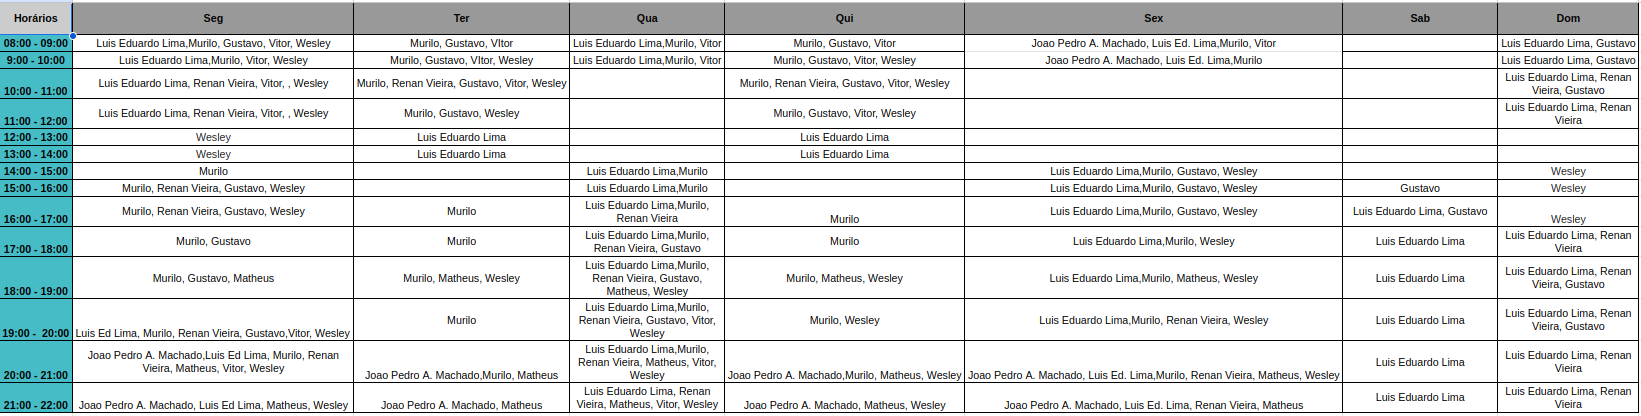 Horários Seg Ter Qua Qui Sex Sab Dom
08:00 - 09:00 Luis Eduardo Lima,Murilo, Gustavo, Vitor, Wesley Murilo, Gustavo, VItor Luis Eduardo Lima,Murilo, Vitor Murilo, Gustavo, Vitor Joao Pedro A. Machado, Luis Ed. Lima,Murilo, Vitor Luis Eduardo Lima, Gustavo
9:00 - 10:00 Luis Eduardo Lima,Murilo, Vitor, Wesley Murilo, Gustavo, VItor, Wesley Luis Eduardo Lima,Murilo, Vitor Murilo, Gustavo, Vitor, Wesley Joao Pedro A. Machado, Luis Ed. Lima,Murilo Luis Eduardo Lima, Gustavo
10:00 - 11:00 Luis Eduardo Lima, Renan Vieira, Vitor, , Wesley Murilo, Renan Vieira, Gustavo, Vitor, Wesley Murilo, Renan Vieira, Gustavo, Vitor, Wesley Luis Eduardo Lima, Renan
Vieira, Gustavo
11:00 - 12:00 Luis Eduardo Lima, Renan Vieira, Vitor, , Wesley Murilo, Gustavo, Wesley Murilo, Gustavo, Vitor, Wesley Luis Eduardo Lima, Renan
Vieira
12:00 - 13:00 Wesley Luis Eduardo Lima Luis Eduardo Lima
13:00 - 14:00 Wesley Luis Eduardo Lima Luis Eduardo Lima
14:00 - 15:00 Murilo Luis Eduardo Lima,Murilo Luis Eduardo Lima,Murilo, Gustavo, Wesley Wesley
15:00 - 16:00 Murilo, Renan Vieira, Gustavo, Wesley Luis Eduardo Lima,Murilo Luis Eduardo Lima,Murilo, Gustavo, Wesley Gustavo Wesley
16:00 - 17:00 Murilo, Renan Vieira, Gustavo, Wesley Murilo Luis Eduardo Lima,Murilo,
Renan Vieira Murilo Luis Eduardo Lima,Murilo, Gustavo, Wesley Luis Eduardo Lima, Gustavo Wesley
17:00 - 18:00 Murilo, Gustavo Murilo Luis Eduardo Lima,Murilo,
Renan Vieira, Gustavo Murilo Luis Eduardo Lima,Murilo, Wesley Luis Eduardo Lima Luis Eduardo Lima, Renan
Vieira
18:00 - 19:00 Murilo, Gustavo, Matheus Murilo, Matheus, Wesley Luis Eduardo Lima,Murilo,
Renan Vieira, Gustavo,
Matheus, Wesley Murilo, Matheus, Wesley Luis Eduardo Lima,Murilo, Matheus, Wesley Luis Eduardo Lima Luis Eduardo Lima, Renan
Vieira, Gustavo
19:00 - 20:00 Luis Ed Lima, Murilo, Renan Vieira, Gustavo,Vitor, Wesley Murilo Luis Eduardo Lima,Murilo,
Renan Vieira, Gustavo, Vitor,
Wesley Murilo, Wesley Luis Eduardo Lima,Murilo, Renan Vieira, Wesley Luis Eduardo Lima Luis Eduardo Lima, Renan
Vieira, Gustavo
20:00 - 21:00 Joao Pedro A. Machado,Luis Ed Lima, Murilo, Renan
Vieira, Matheus, Vitor, Wesley Joao Pedro A. Machado,Murilo, Matheus Luis Eduardo Lima,Murilo,
Renan Vieira, Matheus, Vitor,
Wesley Joao Pedro A. Machado,Murilo, Matheus, Wesley Joao Pedro A. Machado, Luis Ed. Lima,Murilo, Renan Vieira, Matheus, Wesley Luis Eduardo Lima Luis Eduardo Lima, Renan
Vieira
21:00 - 22:00 Joao Pedro A. Machado, Luis Ed Lima, Matheus, Wesley Joao Pedro A. Machado, Matheus Luis Eduardo Lima, Renan
Vieira, Matheus, Vitor, Wesley Joao Pedro A. Machado, Matheus, Wesley Joao Pedro A. Machado, Luis Ed. Lima, Renan Vieira, Matheus Luis Eduardo Lima Luis Eduardo Lima, Renan
Vieira